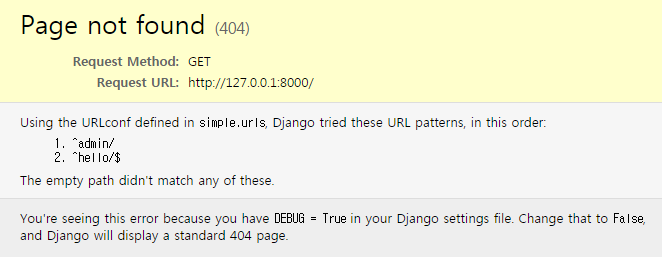 Page not found (404)
Request Method: GET
Request URL: http://127.0.0.1:8000/
Using the URLconf defined in simple.urls, Django tried these URL patterns, in this order:
1. ^admin/
2. ^hello/$
The empty path didn't match any of these.
You're seeing this error because you have DEBUG = True in your Django settings file. Change that to False,
and Django will display a standard 404 page.